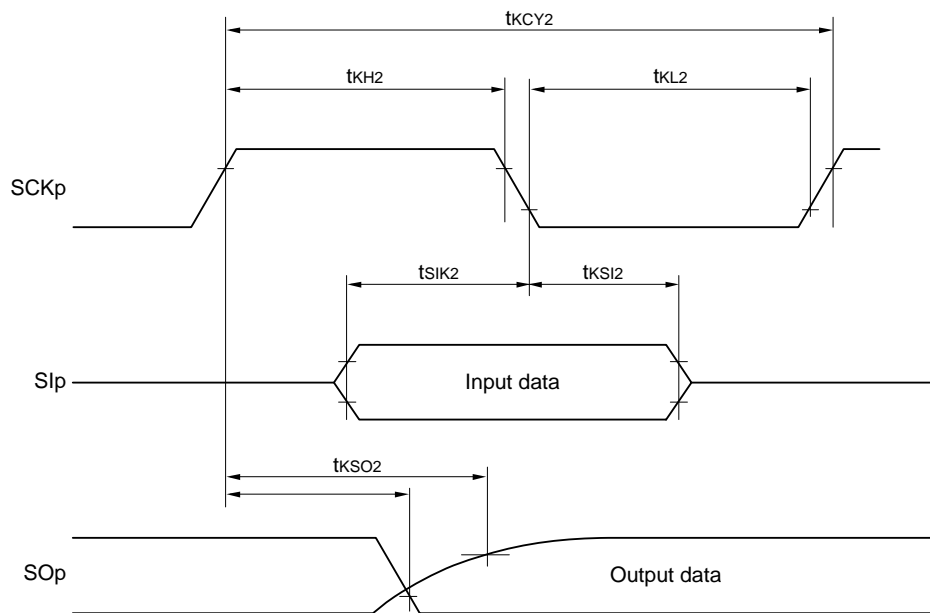 tKCY2
tKH2
tKL2
SCKp
tSIK2
tKSI2
SIp
Input data
tKSO2
SOp
Output data